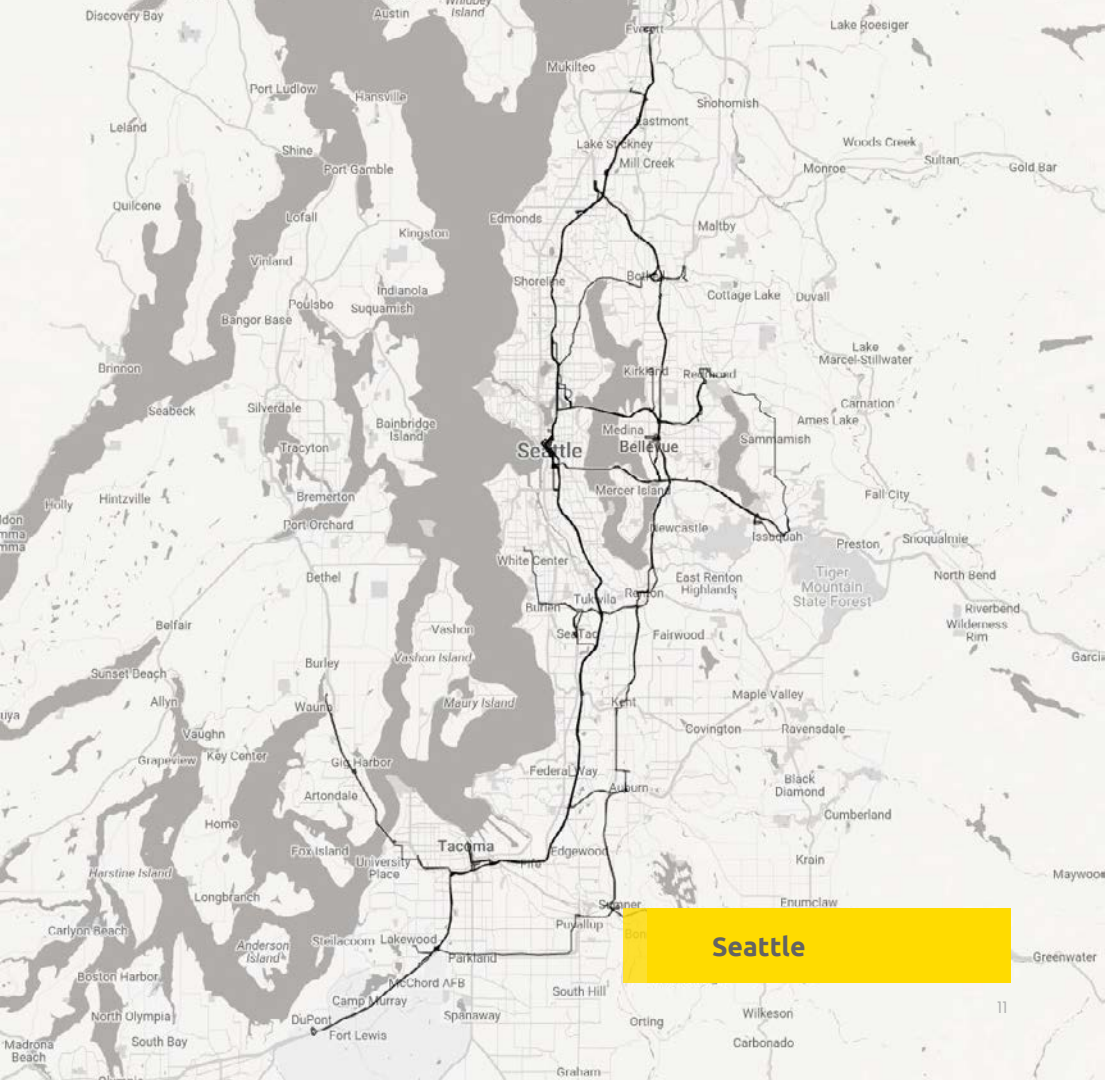 Discovery Bay
Austin
Whidbey
Island
Everett
Lake Roesiger
Mukilteo
Port Ludlow
Hansville
Snohomish
Leland
Eastmont
Shine
Lake Stickney
Woods Creek
Port Gamble
Mill Creek
Monroe
Sultan
Gold Bar
Quilcene
Lofall
Edmonds
Kingston
Maltby
Vinland
Shoreline
Bothell
Indianola
Cottage Lake
Duvall
Poulsbo
Suquamish
Bangor Base
Lake
Marcel-Stillwater
Brinnon
Kirkland
Redmond
Carnation
Seabeck
Silverdale
Ames Lake
Bainbridge
Island
Medina
Sammamish
Tracyton
Seattle
Bellevue
Mercer Island
Fall City
Holly
Hintzville
Bremerton
Port Orchard
Newcastle
Issaquah
Preston
Snoqualmie
White Center
Bethel
East Renton
Highlands
Tiger
Mountain
State Forest
North Bend
Tukwila
Renton
Burien
Riverbend
Wilderness
Rim
Belfair
Vashon
SeaTac
Fairwood
Vashon Island
Burley
Sunset Beach
Allyn
Wauna
Maury Island
Kent
Maple Valley
Vaughn
Covington
Ravensdale
Grapeview
Key Center
Gig Harbor
Federal Way
Artondale
Auburn
Black
Diamond
Home
Cumberland
Tacoma
Fox Island
University
Place
Fife
Edgewood
Krain
Harstine Island
Longbranch
Sumner
Enumclaw
Carlyon Beach
Puyallup
Anderson
Island
Steilacoom
Lakewood
Seattle
Parkland
Greenwater
Boston Harbor
McChord AFB
South Hill
Camp Murray
11
North Olympia
DuPont
Spanaway
Wilkeson
Orting
Fort Lewis
South Bay
Madrona
Beach
Carbonado
Graham